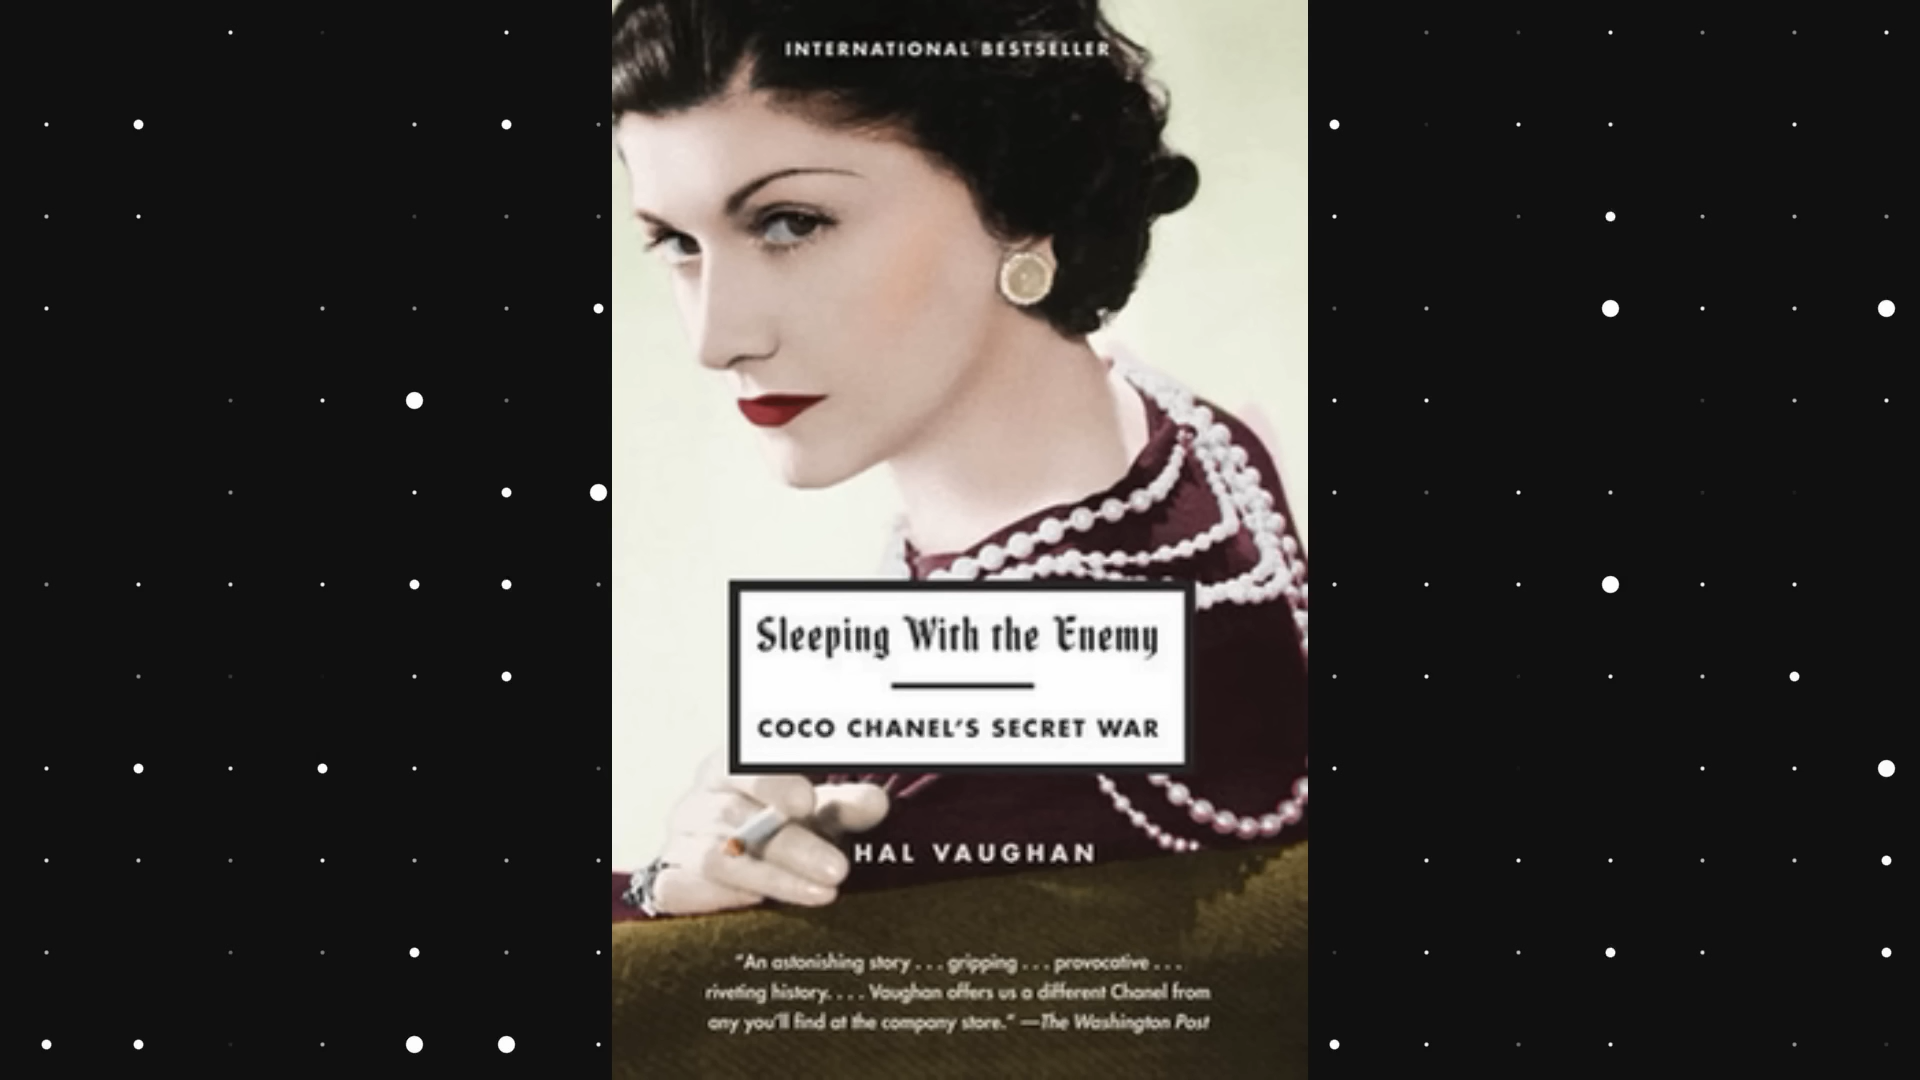 INTERNATIONAL BESTSELLER
Sleeping With the Enemy
COCO CHANEL'S SECRET WAR
HAL VAUGHAN
"An astonishing story . . . gripping . . . provocative . . .
riveting history. . . . Vaughan offers us a different Chanel from
any you'll find at the company store." —The Washington Post